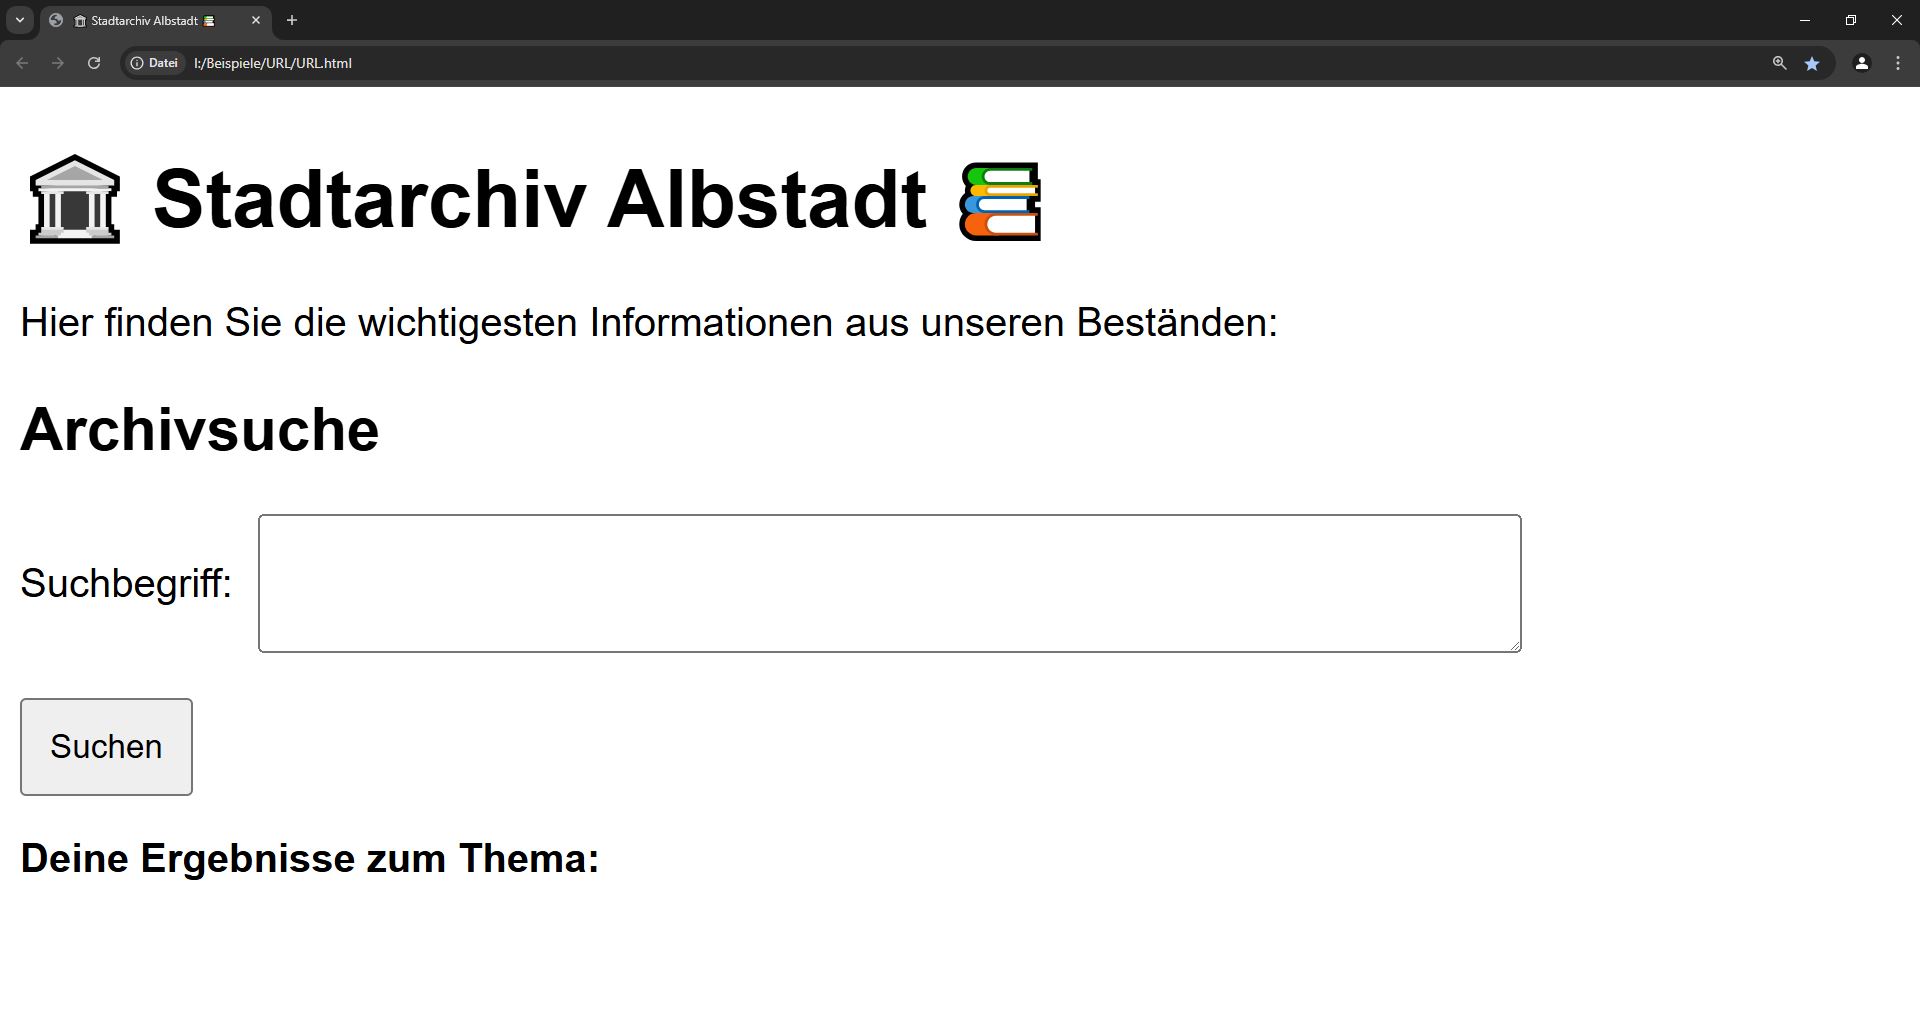 🏛️ Stadtarchiv Albstadt 📚
Datei I:/Beispiele/URL/URL.html
🏛️ Stadtarchiv Albstadt 📚
Hier finden Sie die wichtigesten Informationen aus unseren Beständen:
Archivsuche
Suchbegriff:
Suchen
Deine Ergebnisse zum Thema: